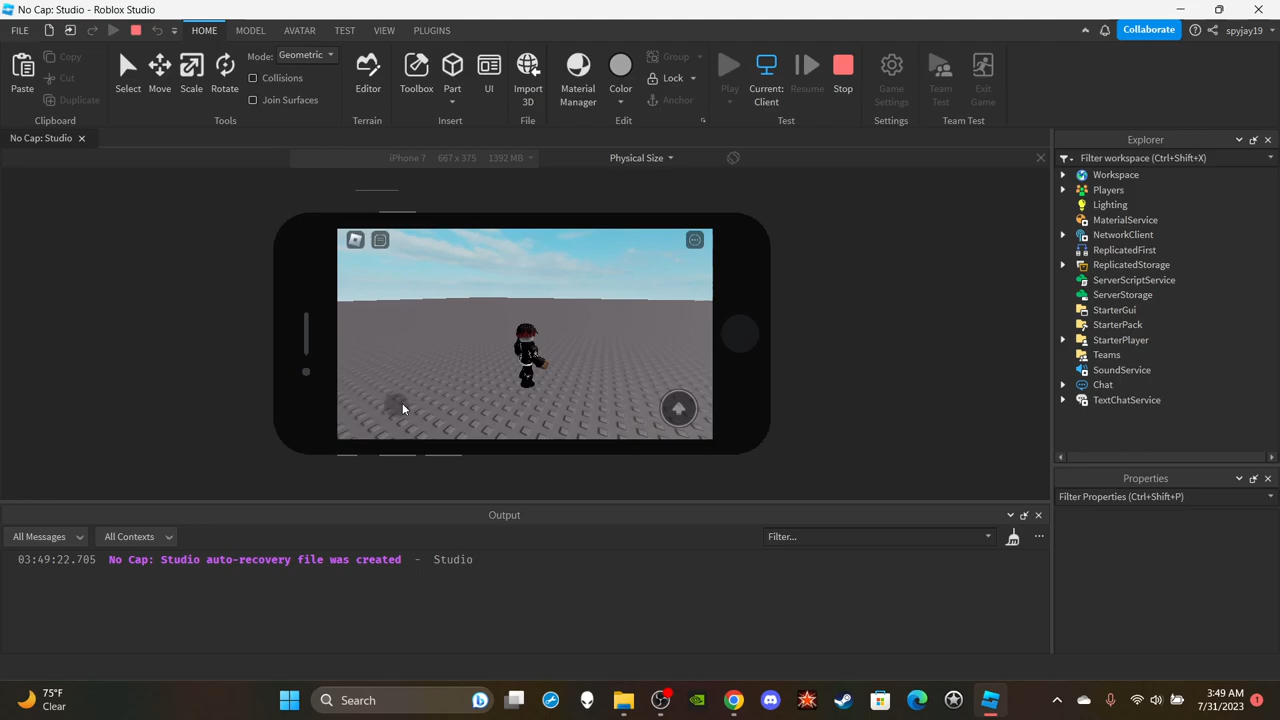 No Cap: Studio - Roblox Studio
FILE HOME MODEL AVATAR TEST VIEW PLUGINS Collaborate spyjay19
Paste Copy Cut Duplicate Select Move Scale Rotate Mode: Geometric Collisions Join Surfaces Editor Toolbox Part UI Import 3D Material Manager Color Group Lock Anchor Play Current: Client Resume Stop Game Settings Team Test Exit Game
Clipboard Tools Terrain Insert File Edit Test Settings Team Test
No Cap: Studio
iPhone 7 667 x 375 1392 MB Physical Size
Explorer
Filter workspace (Ctrl+Shift+X)
Workspace
Players
Lighting
MaterialService
NetworkClient
ReplicatedFirst
ReplicatedStorage
ServerScriptService
ServerStorage
StarterGui
StarterPack
StarterPlayer
Teams
SoundService
Chat
TextChatService
Properties
Filter Properties (Ctrl+Shift+P)
Output
All Messages All Contexts Filter...
03:49:22.705 No Cap: Studio auto-recovery file was created - Studio
75°F
Clear
Search
3:49 AM
7/31/2023
1